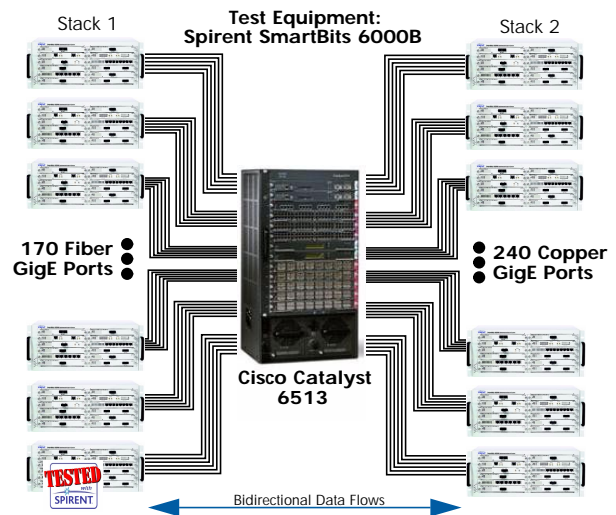 Stack 1
Test Equipment:
Spirent SmartBits 6000B
Stack 2
170 Fiber
GigE Ports
240 Copper
GigE Ports
Cisco Catalyst
6513
TESTED
with
SPIRENT
Bidirectional Data Flows